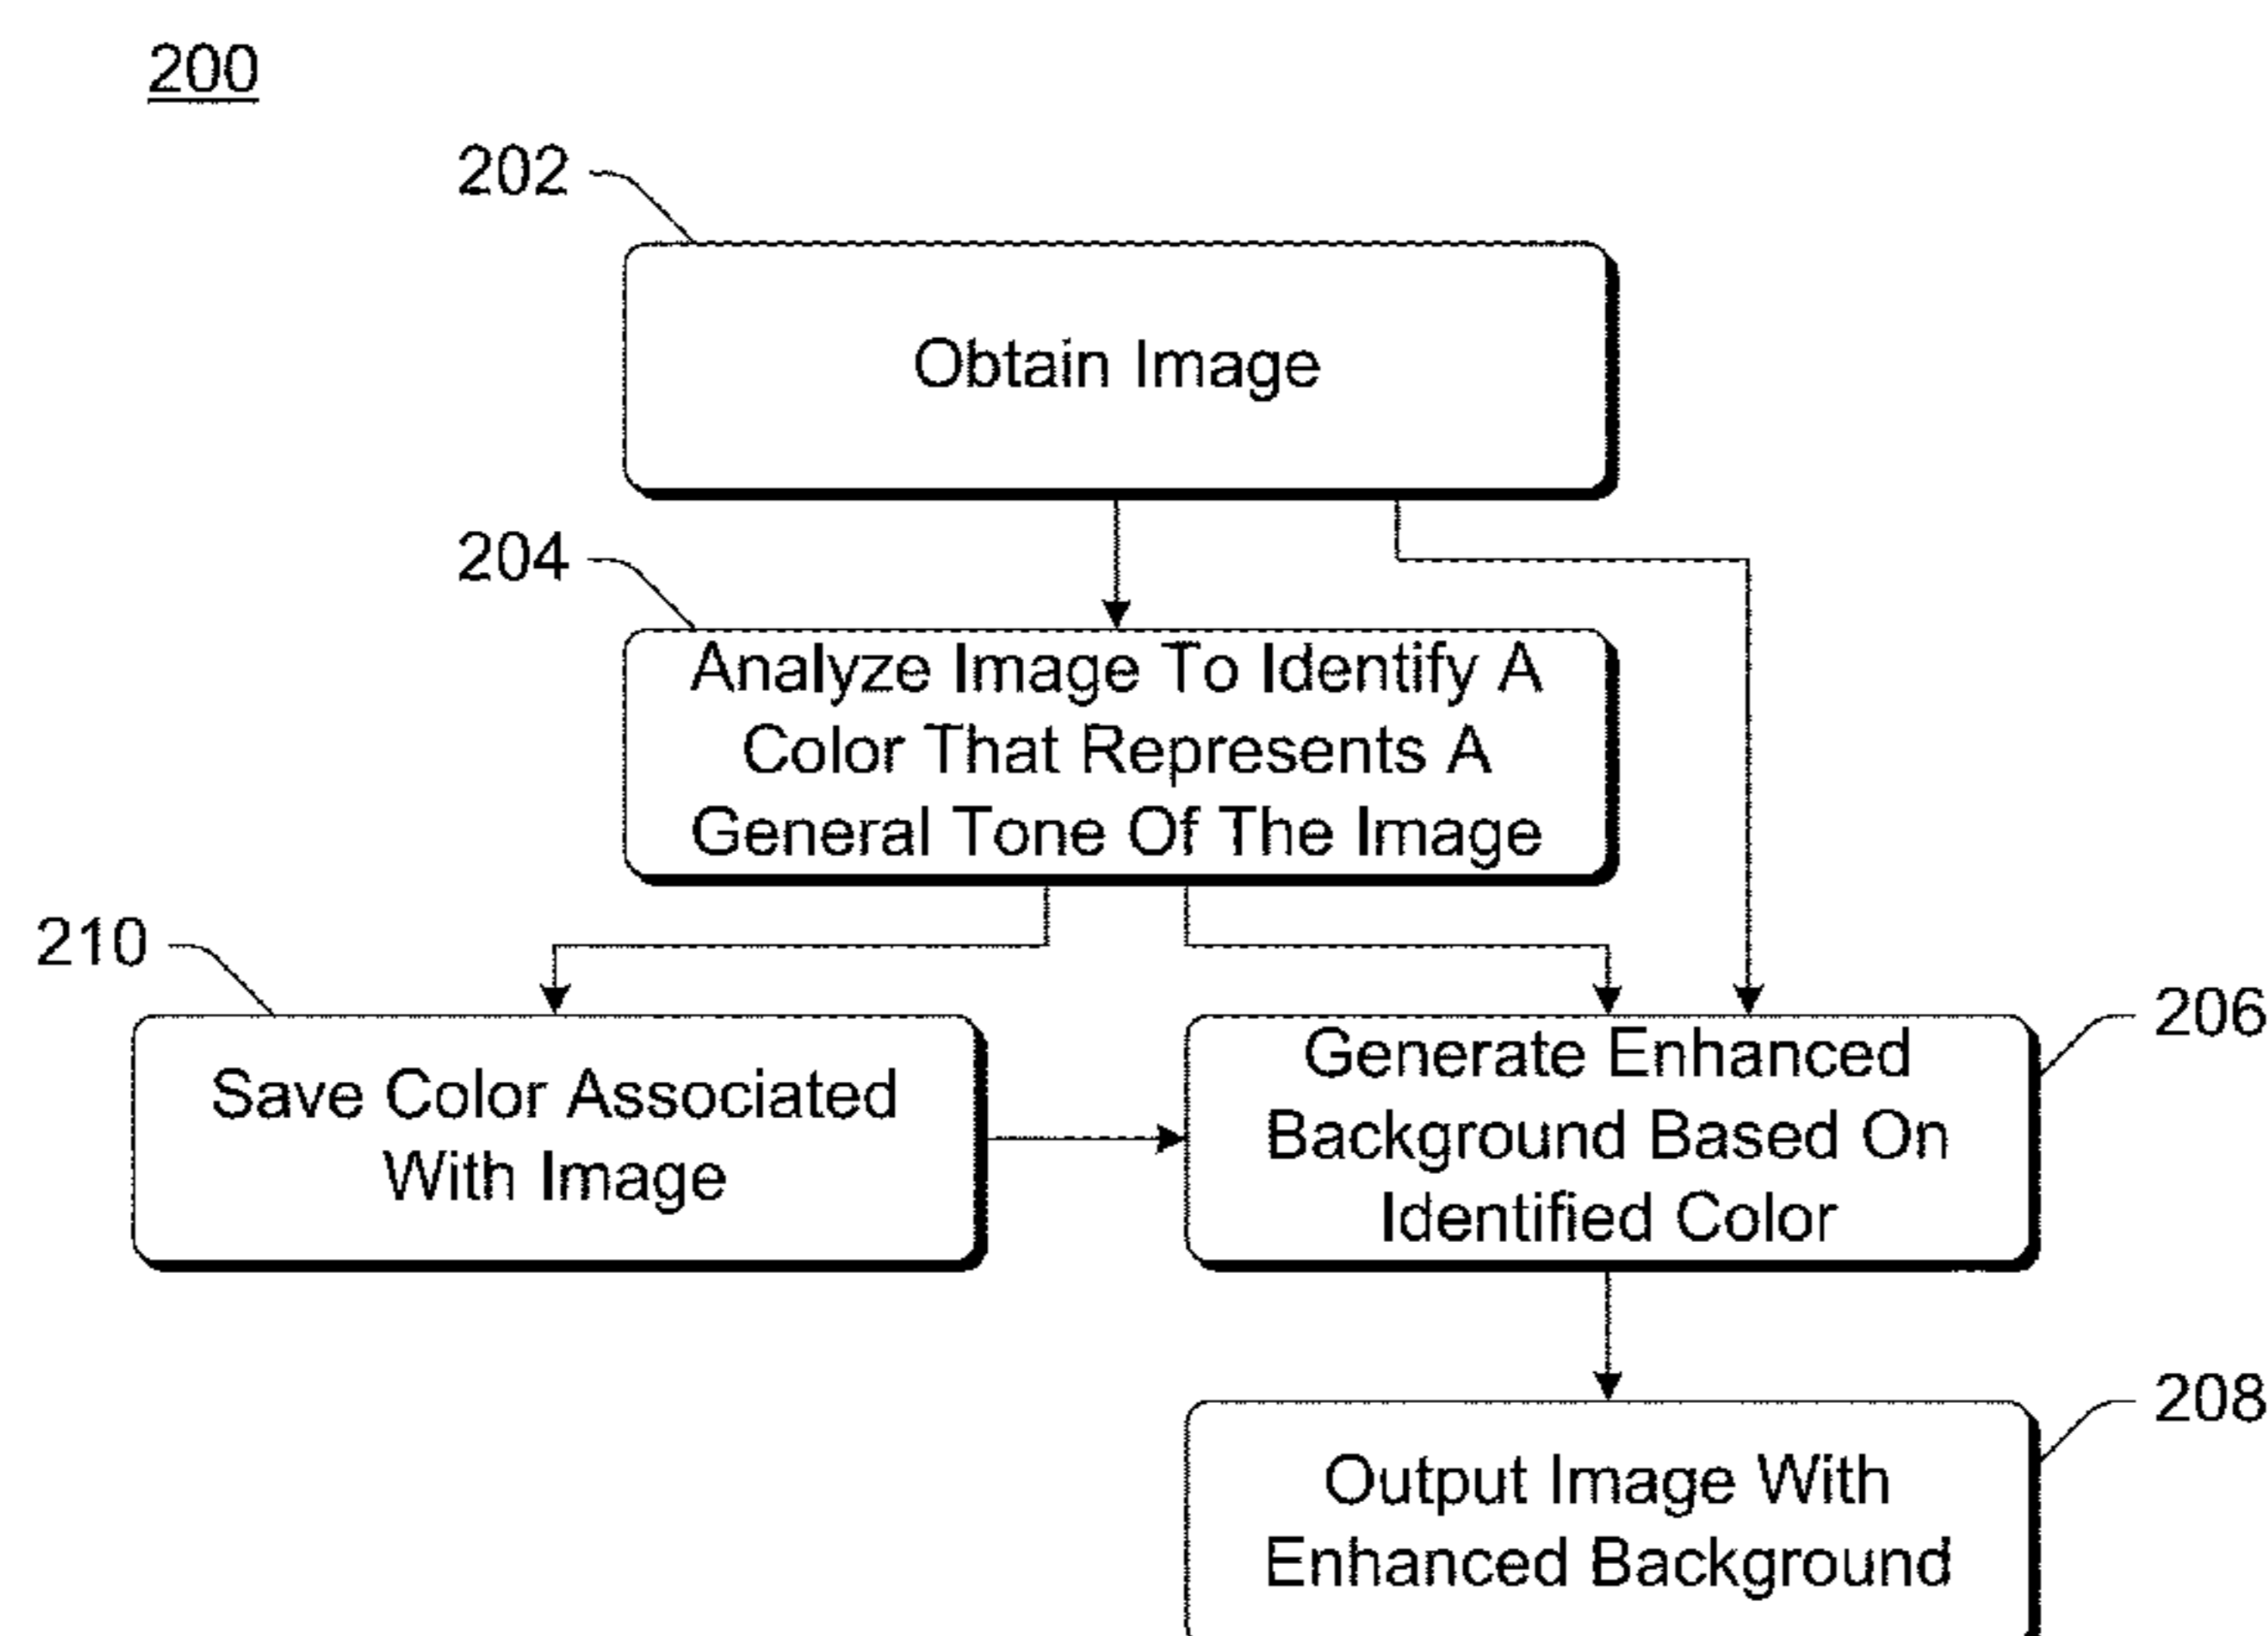 200
202
Obtain Image
204
Analyze Image To Identify A
Color That Represents A
General Tone Of The Image
210
Save Color Associated
With Image
206
Generate Enhanced
Background Based On
Identified Color
208
Output Image With
Enhanced Background